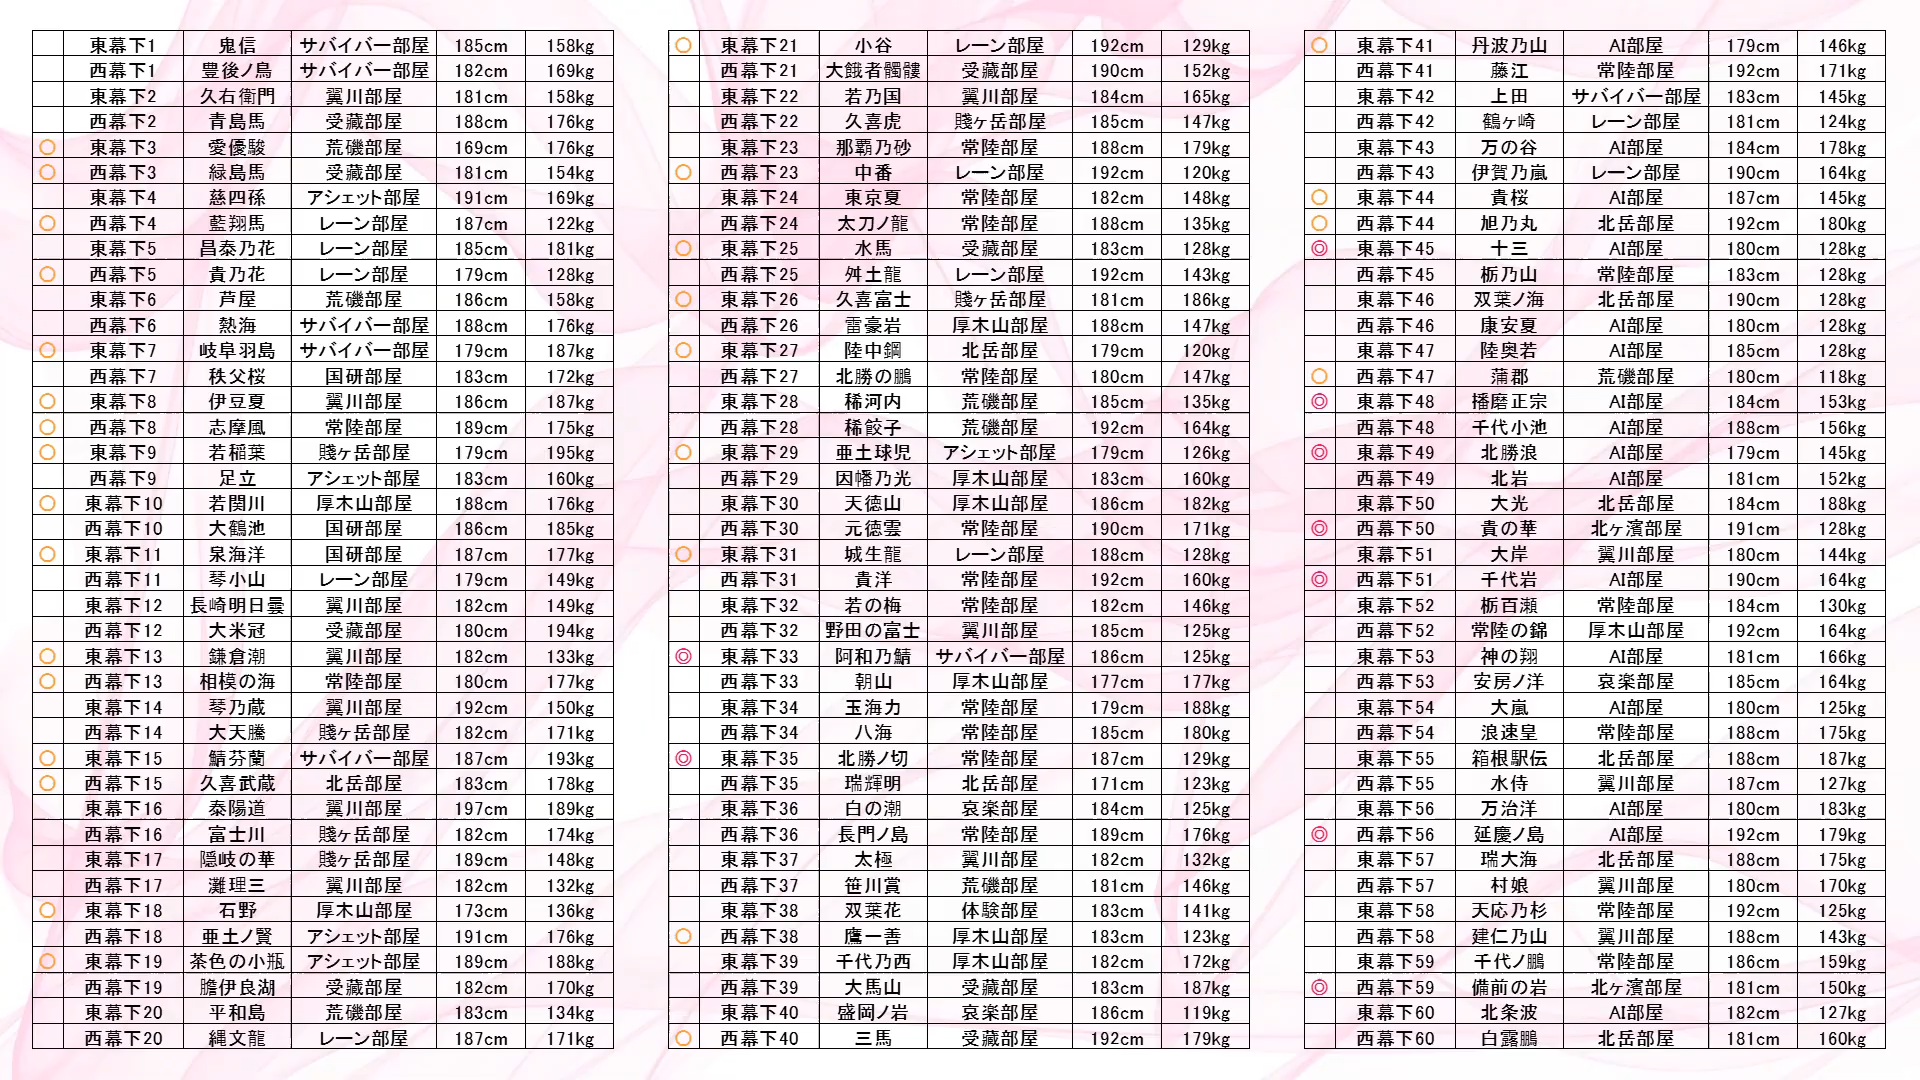 東幕下1 鬼信 サバイバー部屋 185cm 158kg
西幕下1 豊後ノ鳥 サバイバー部屋 182cm 169kg
東幕下2 久右衛門 翼川部屋 181cm 158kg
西幕下2 青島馬 受蔵部屋 188cm 176kg
○ 東幕下3 愛優駿 荒磯部屋 169cm 176kg
○ 西幕下3 緑島馬 受蔵部屋 181cm 154kg
東幕下4 慈四孫 アシェット部屋 191cm 169kg
○ 西幕下4 藍翔馬 レーン部屋 187cm 122kg
東幕下5 昌泰乃花 レーン部屋 185cm 181kg
○ 西幕下5 貴乃花 レーン部屋 179cm 128kg
東幕下6 芦屋 荒磯部屋 186cm 158kg
西幕下6 熱海 サバイバー部屋 188cm 176kg
○ 東幕下7 岐阜羽島 サバイバー部屋 179cm 187kg
西幕下7 秩父桜 国研部屋 183cm 172kg
○ 東幕下8 伊豆夏 翼川部屋 186cm 187kg
○ 西幕下8 志摩風 常陸部屋 189cm 175kg
○ 東幕下9 若稲葉 賤ヶ岳部屋 179cm 195kg
西幕下9 足立 アシェット部屋 183cm 160kg
○ 東幕下10 若関川 厚木山部屋 188cm 176kg
西幕下10 大鶴池 国研部屋 186cm 185kg
○ 東幕下11 泉海洋 国研部屋 187cm 177kg
西幕下11 琴小山 レーン部屋 179cm 149kg
東幕下12 長崎明日曇 翼川部屋 182cm 149kg
西幕下12 大米冠 受蔵部屋 180cm 194kg
○ 東幕下13 鎌倉潮 翼川部屋 182cm 133kg
○ 西幕下13 相模の海 常陸部屋 180cm 177kg
東幕下14 琴乃蔵 翼川部屋 192cm 150kg
西幕下14 大天騰 賤ヶ岳部屋 182cm 171kg
○ 東幕下15 鯖芬蘭 サバイバー部屋 187cm 193kg
○ 西幕下15 久喜武蔵 北岳部屋 183cm 178kg
東幕下16 泰陽道 翼川部屋 197cm 189kg
西幕下16 富士川 賤ヶ岳部屋 182cm 174kg
東幕下17 隠岐の華 賤ヶ岳部屋 189cm 148kg
西幕下17 灘理三 翼川部屋 182cm 132kg
○ 東幕下18 石野 厚木山部屋 173cm 136kg
西幕下18 亜土ノ賢 アシェット部屋 191cm 176kg
○ 東幕下19 茶色の小瓶 アシェット部屋 189cm 188kg
西幕下19 膽伊良湖 受蔵部屋 182cm 170kg
東幕下20 平和島 荒磯部屋 183cm 134kg
西幕下20 縄文龍 レーン部屋 187cm 171kg
○ 東幕下21 小谷 レーン部屋 192cm 129kg
西幕下21 大餓者髑髏 受蔵部屋 190cm 152kg
東幕下22 若乃国 翼川部屋 184cm 165kg
西幕下22 久喜虎 賤ヶ岳部屋 185cm 147kg
東幕下23 那覇乃砂 常陸部屋 188cm 179kg
○ 西幕下23 中番 レーン部屋 192cm 120kg
東幕下24 東京夏 常陸部屋 182cm 148kg
西幕下24 太刀ノ龍 常陸部屋 188cm 135kg
○ 東幕下25 水馬 受蔵部屋 183cm 128kg
西幕下25 舛土龍 レーン部屋 192cm 143kg
○ 東幕下26 久喜富士 賤ヶ岳部屋 181cm 186kg
西幕下26 雷豪岩 厚木山部屋 188cm 147kg
○ 東幕下27 陸中鋼 北岳部屋 179cm 120kg
西幕下27 北勝の鵬 常陸部屋 180cm 147kg
東幕下28 稀河内 荒磯部屋 185cm 135kg
西幕下28 稀餃子 荒磯部屋 192cm 164kg
○ 東幕下29 亜土球児 アシェット部屋 179cm 126kg
西幕下29 因幡乃光 厚木山部屋 183cm 160kg
東幕下30 天徳山 厚木山部屋 186cm 182kg
西幕下30 元徳雲 常陸部屋 190cm 171kg
○ 東幕下31 城生龍 レーン部屋 188cm 128kg
西幕下31 貴洋 常陸部屋 192cm 160kg
東幕下32 若の梅 常陸部屋 182cm 146kg
西幕下32 野田の富士 翼川部屋 185cm 125kg
◎ 東幕下33 阿和乃鯖 サバイバー部屋 186cm 125kg
西幕下33 朝山 厚木山部屋 177cm 177kg
東幕下34 玉海力 常陸部屋 179cm 188kg
西幕下34 八海 常陸部屋 185cm 180kg
◎ 東幕下35 北勝ノ切 常陸部屋 187cm 129kg
西幕下35 瑞輝明 北岳部屋 171cm 123kg
東幕下36 白の潮 哀楽部屋 184cm 125kg
西幕下36 長門ノ島 常陸部屋 189cm 176kg
東幕下37 太極 翼川部屋 182cm 132kg
西幕下37 笹川賞 荒磯部屋 181cm 146kg
東幕下38 双葉花 体験部屋 183cm 141kg
○ 西幕下38 鷹一善 厚木山部屋 183cm 123kg
東幕下39 千代乃西 厚木山部屋 182cm 172kg
西幕下39 大馬山 受蔵部屋 183cm 187kg
東幕下40 盛岡ノ岩 哀楽部屋 186cm 119kg
○ 西幕下40 三馬 受蔵部屋 192cm 179kg
○ 東幕下41 丹波乃山 AI部屋 179cm 146kg
西幕下41 藤江 常陸部屋 192cm 171kg
東幕下42 上田 サバイバー部屋 183cm 145kg
西幕下42 鶴ヶ崎 レーン部屋 181cm 124kg
東幕下43 万の谷 AI部屋 184cm 178kg
西幕下43 伊賀乃嵐 レーン部屋 190cm 164kg
○ 東幕下44 貴桜 AI部屋 187cm 145kg
○ 西幕下44 旭乃丸 北岳部屋 192cm 180kg
◎ 東幕下45 十三 AI部屋 180cm 128kg
西幕下45 栃乃山 常陸部屋 183cm 128kg
東幕下46 双葉ノ海 北岳部屋 190cm 128kg
西幕下46 康安夏 AI部屋 180cm 128kg
東幕下47 陸奥若 AI部屋 185cm 128kg
○ 西幕下47 蒲郡 荒磯部屋 180cm 118kg
◎ 東幕下48 播磨正宗 AI部屋 184cm 153kg
西幕下48 千代小池 AI部屋 188cm 156kg
◎ 東幕下49 北勝浪 AI部屋 179cm 145kg
西幕下49 北岩 AI部屋 181cm 152kg
東幕下50 大光 北岳部屋 184cm 188kg
◎ 西幕下50 貴の華 北ヶ濱部屋 191cm 128kg
東幕下51 大岸 翼川部屋 180cm 144kg
◎ 西幕下51 千代岩 AI部屋 190cm 164kg
東幕下52 栃百瀬 常陸部屋 184cm 130kg
西幕下52 常陸の錦 厚木山部屋 192cm 164kg
東幕下53 神の翔 AI部屋 181cm 166kg
西幕下53 安房ノ洋 哀楽部屋 185cm 164kg
東幕下54 大嵐 AI部屋 180cm 125kg
西幕下54 浪速皇 常陸部屋 188cm 175kg
東幕下55 箱根駅伝 北岳部屋 188cm 187kg
西幕下55 水侍 翼川部屋 187cm 127kg
東幕下56 万治洋 AI部屋 180cm 183kg
◎ 西幕下56 延慶ノ島 AI部屋 192cm 179kg
東幕下57 瑞大海 北岳部屋 188cm 175kg
西幕下57 村娘 翼川部屋 180cm 170kg
東幕下58 天応乃杉 常陸部屋 192cm 125kg
西幕下58 建仁乃山 翼川部屋 188cm 143kg
東幕下59 千代ノ鵬 常陸部屋 186cm 159kg
◎ 西幕下59 備前の岩 北ヶ濱部屋 181cm 150kg
東幕下60 北条波 AI部屋 182cm 127kg
西幕下60 白露鵬 北岳部屋 181cm 160kg